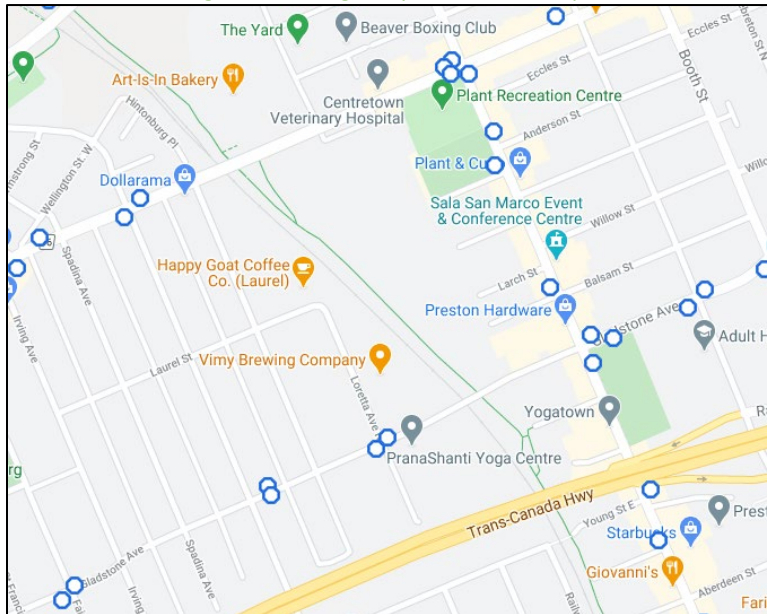 The Yard
Beaver Boxing Club
Eccles St
Booth St
Art-Is-In Bakery
Centretown
Veterinary Hospital
Plant Recreation Centre
Eccles St
Hintonburg Pl
Anderson St
Wellington St. W
Dollarama
Plant & Cu
Sala San Marco Event
& Conference Centre
Willow St
Spadina Ave
Happy Goat Coffee
Co. (Laurel)
Larch St
Balsam St
Irving Ave
Preston Hardware
Laurel St
Vimy Brewing Company
Loretta Ave
Adult H
Yogatown
PranaShanti Yoga Centre
Trans-Canada Hwy
Young St E
Starbucks
Gladstone Ave
Spadina Ave
Irving Ave
Giovanni's
Aberdeen St